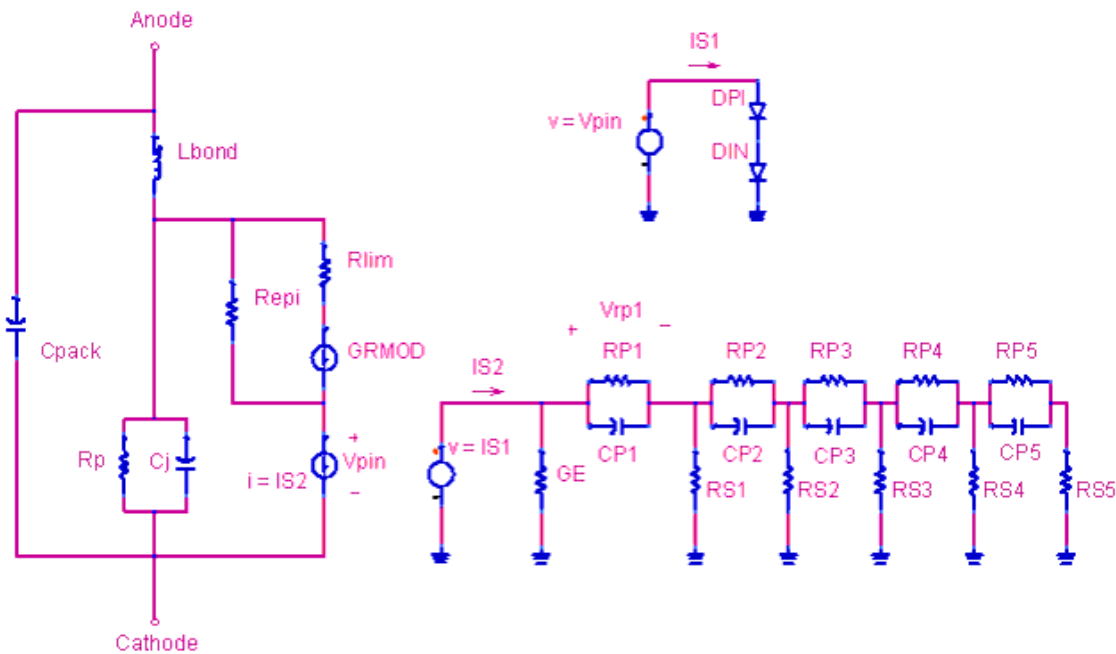 Anode
IS1
DPI
v = Vpin
DIN
Lbond
Rlim
Repi
Vrp1
+ −
Cpack
GRMOD
RP1 RP2 RP3 RP4 RP5
IS2
CP1 CP2 CP3 CP4 CP5
+
Rp Cj Vpin
v = IS1
i = IS2
−
GE
RS1 RS2 RS3 RS4 RS5
Cathode